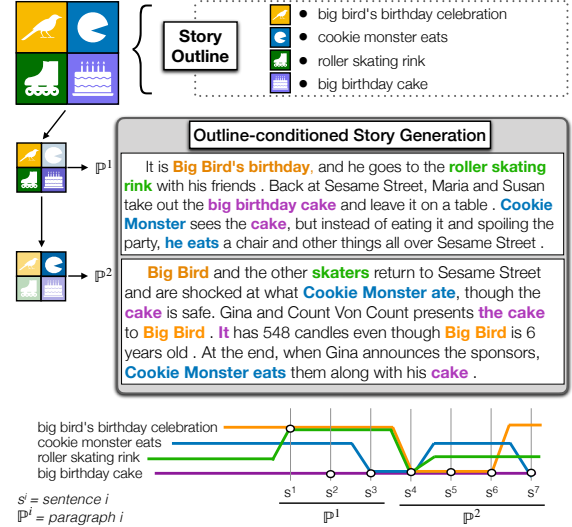 Story
Outline
● big bird's birthday celebration
● cookie monster eats
● roller skating rink
● big birthday cake
Outline-conditioned Story Generation
ℙ¹
It is Big Bird's birthday, and he goes to the roller skating
rink with his friends . Back at Sesame Street, Maria and Susan
take out the big birthday cake and leave it on a table . Cookie
Monster sees the cake, but instead of eating it and spoiling the
party, he eats a chair and other things all over Sesame Street .
ℙ²
Big Bird and the other skaters return to Sesame Street
and are shocked at what Cookie Monster ate, though the
cake is safe. Gina and Count Von Count presents the cake
to Big Bird . It has 548 candles even though Big Bird is 6
years old . At the end, when Gina announces the sponsors,
Cookie Monster eats them along with his cake .
big bird's birthday celebration
cookie monster eats
roller skating rink
big birthday cake
s¹ s² s³ s⁴ s⁵ s⁶ s⁷
ℙ¹ ℙ²
sⁱ = sentence i
ℙⁱ = paragraph i